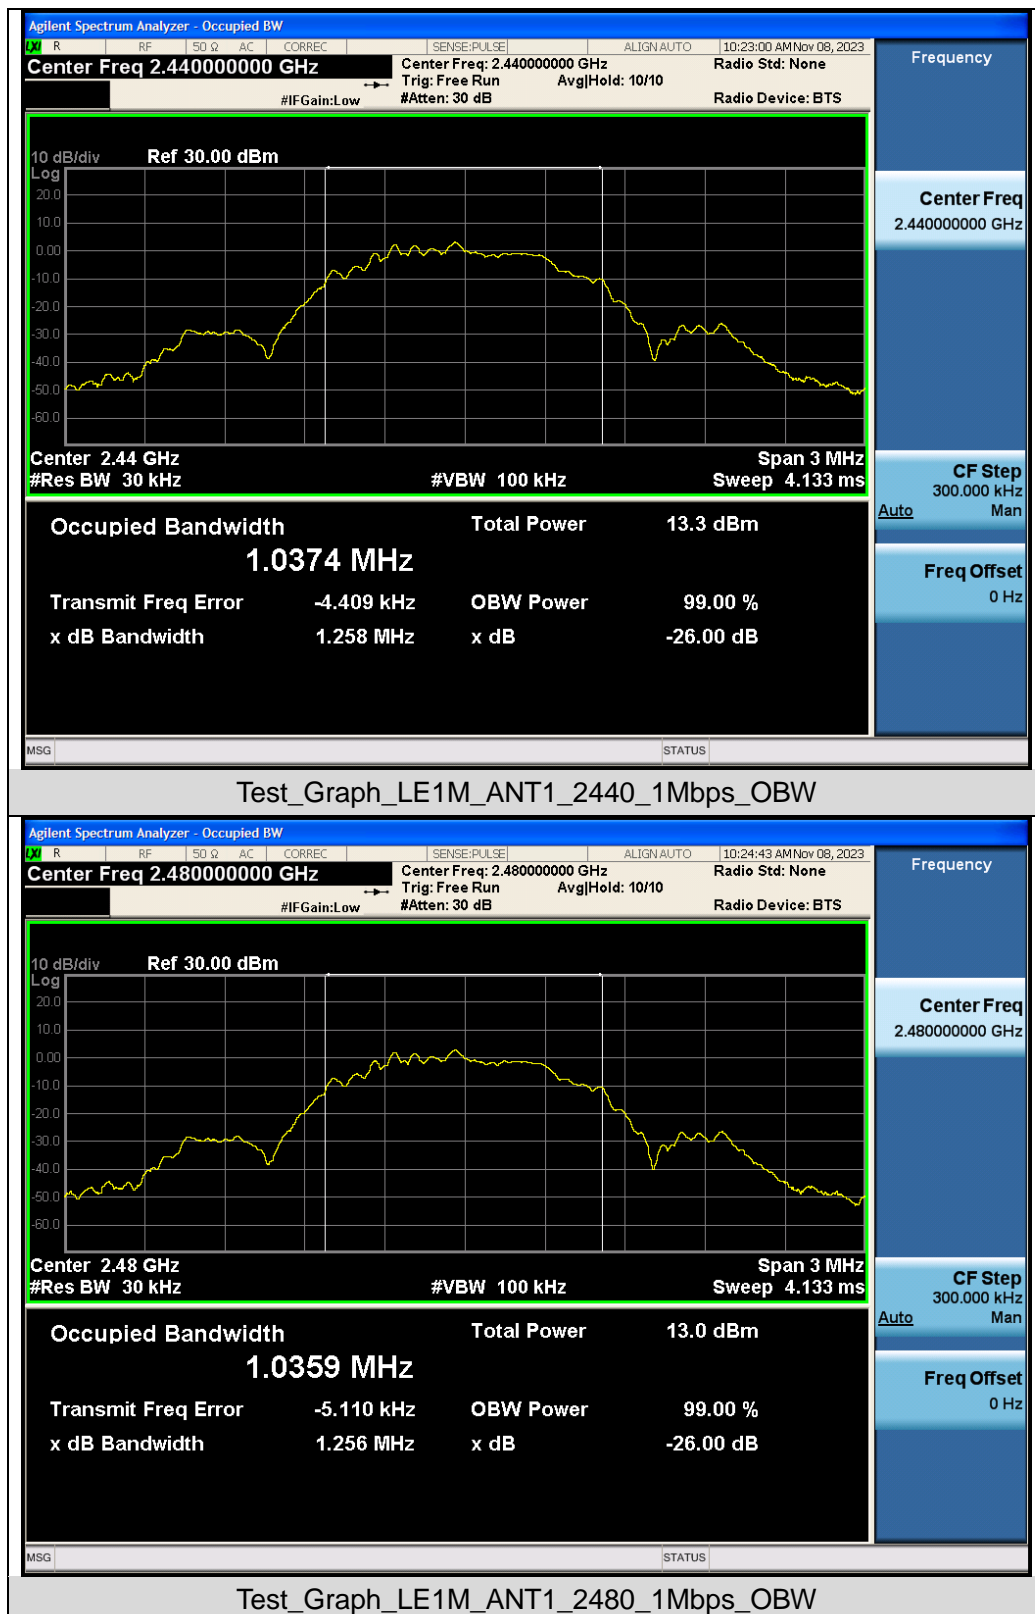 Agilent Spectrum Analyzer - Occupied BW
LXI R RF 50 Ω AC CORREC SENSE:PULSE ALIGN AUTO 10:23:00 AM Nov 08, 2023
Center Freq 2.440000000 GHz Center Freq: 2.440000000 GHz Radio Std: None
Trig: Free Run Avg|Hold: 10/10
#IFGain:Low #Atten: 30 dB Radio Device: BTS
Frequency
10 dB/div Ref 30.00 dBm
Log
20.0
10.0
0.00
-10.0
-20.0
-30.0
-40.0
-50.0
-60.0
Center Freq
2.440000000 GHz
Center 2.44 GHz Span 3 MHz
#Res BW 30 kHz #VBW 100 kHz Sweep 4.133 ms
CF Step
300.000 kHz
Auto Man
Occupied Bandwidth Total Power 13.3 dBm
1.0374 MHz
Transmit Freq Error -4.409 kHz OBW Power 99.00 %
x dB Bandwidth 1.258 MHz x dB -26.00 dB
Freq Offset
0 Hz
MSG STATUS
Test_Graph_LE1M_ANT1_2440_1Mbps_OBW
Agilent Spectrum Analyzer - Occupied BW
LXI R RF 50 Ω AC CORREC SENSE:PULSE ALIGN AUTO 10:24:43 AM Nov 08, 2023
Center Freq 2.480000000 GHz Center Freq: 2.480000000 GHz Radio Std: None
Trig: Free Run Avg|Hold: 10/10
#IFGain:Low #Atten: 30 dB Radio Device: BTS
Frequency
10 dB/div Ref 30.00 dBm
Log
20.0
10.0
0.00
-10.0
-20.0
-30.0
-40.0
-50.0
-60.0
Center Freq
2.480000000 GHz
Center 2.48 GHz Span 3 MHz
#Res BW 30 kHz #VBW 100 kHz Sweep 4.133 ms
CF Step
300.000 kHz
Auto Man
Occupied Bandwidth Total Power 13.0 dBm
1.0359 MHz
Transmit Freq Error -5.110 kHz OBW Power 99.00 %
x dB Bandwidth 1.256 MHz x dB -26.00 dB
Freq Offset
0 Hz
MSG STATUS
Test_Graph_LE1M_ANT1_2480_1Mbps_OBW